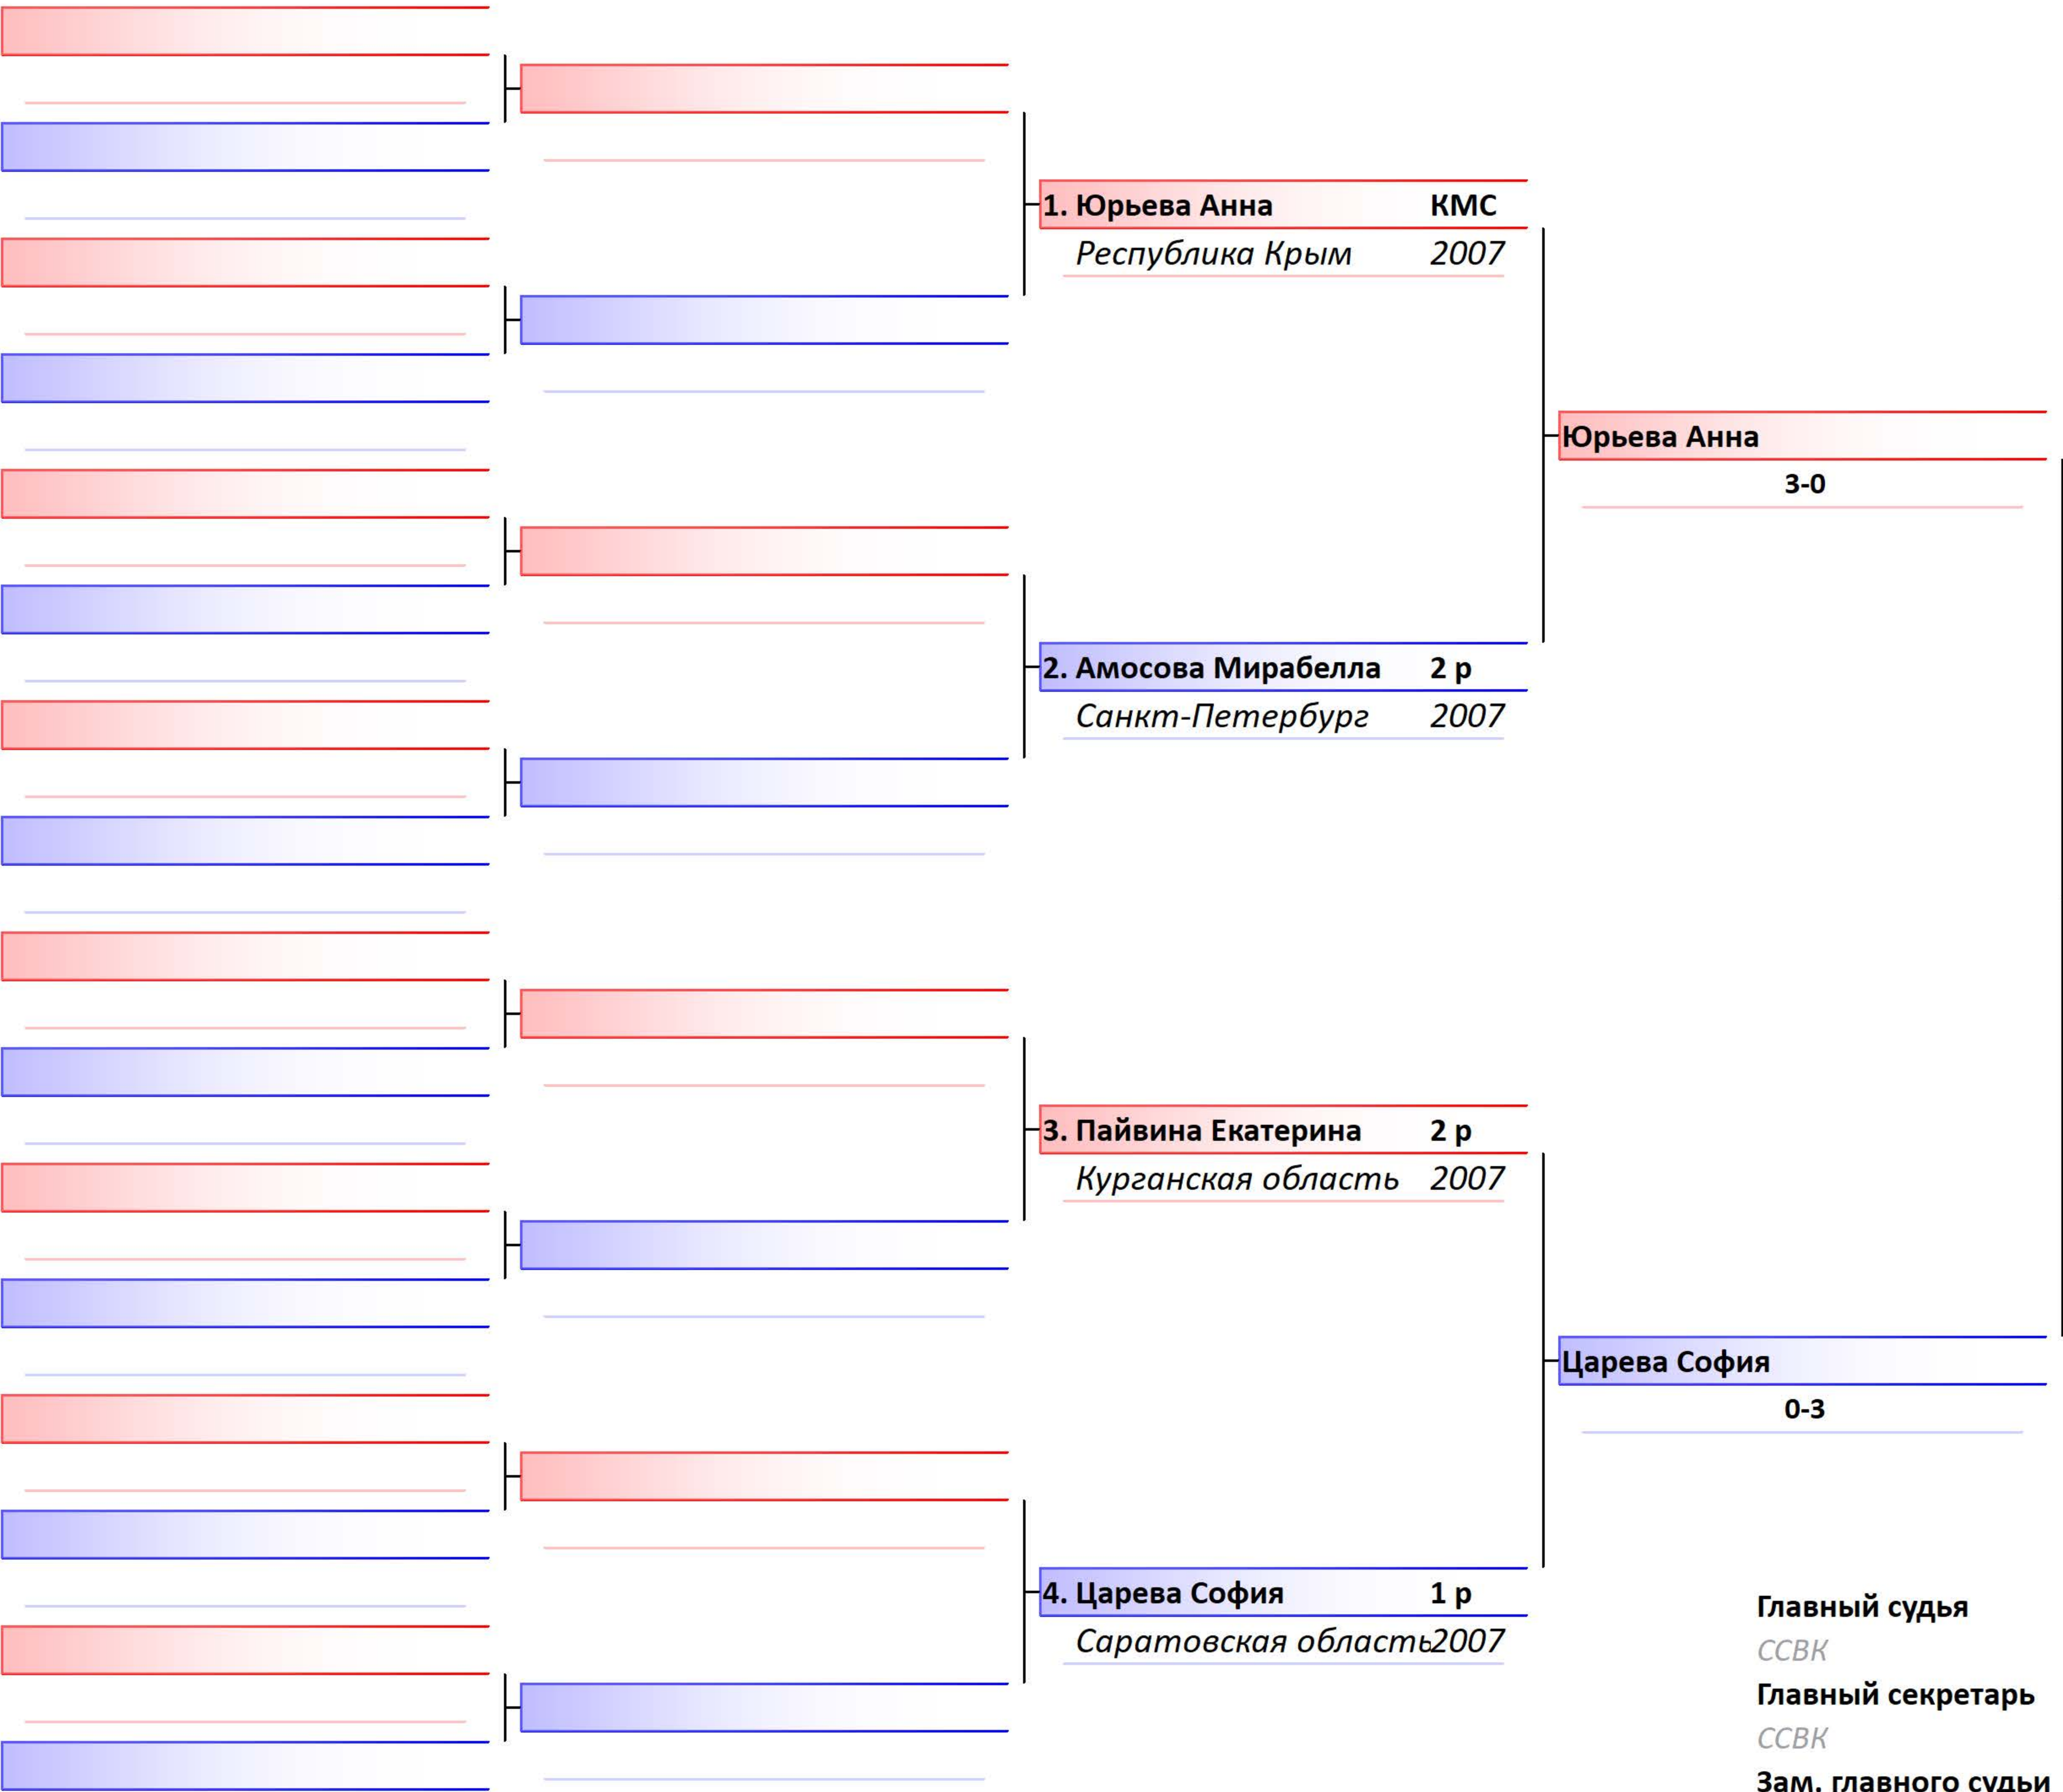 1. Юрьева Анна КМС
Республика Крым 2007
Юрьева Анна
3-0
2. Амосова Мирабелла 2 р
Санкт-Петербург 2007
3. Пайвина Екатерина 2 р
Курганская область 2007
Царева София
0-3
4. Царева София 1 р
Саратовская область 2007
Главный судья
ССВК
Главный секретарь
ССВК
Зам. главного судьи